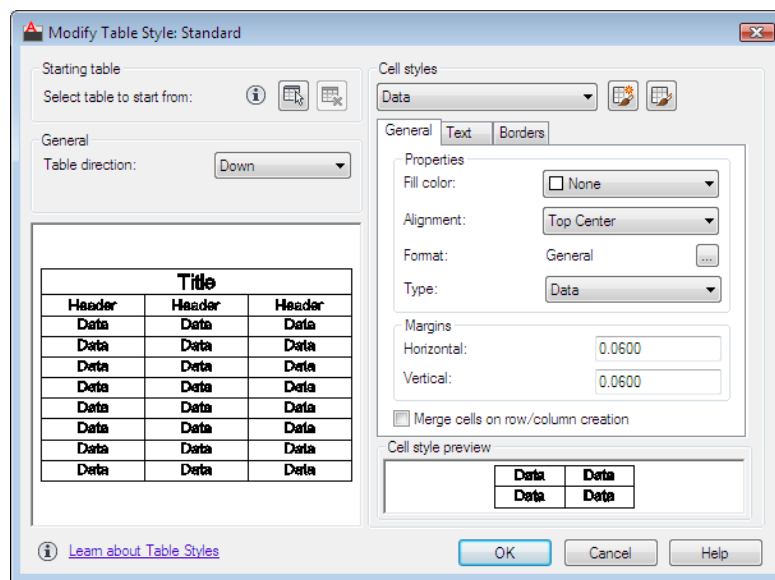 Modify Table Style: Standard
Starting table
Select table to start from:
General
Table direction:
Down
Title
Header Header Header
Data Data Data
Data Data Data
Data Data Data
Data Data Data
Data Data Data
Data Data Data
Data Data Data
Data Data Data
Learn about Table Styles
Cell styles
Data
General Text Borders
Properties
Fill color: None
Alignment: Top Center
Format: General ...
Type: Data
Margins
Horizontal: 0.0600
Vertical: 0.0600
Merge cells on row/column creation
Cell style preview
Data Data
Data Data
OK Cancel Help